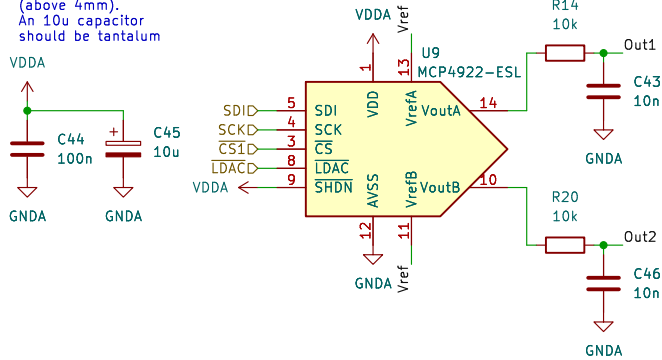 (above 4mm).
An 10u capacitor
should be tantalum
VDDA
C44
100n
GNDA
C45
10u
GNDA
VDDA
Vref
U9
MCP4922-ESL
1
13
VDD
VrefA
SDI
5
SDI
SCK
4
SCK
CS1
3
CS
LDAC
8
LDAC
VDDA
9
SHDN
VoutA
14
VoutB
10
AVSS
VrefB
12
11
GNDA
Vref
R14
10k
Out1
C43
10n
GNDA
R20
10k
Out2
C46
10n
GNDA